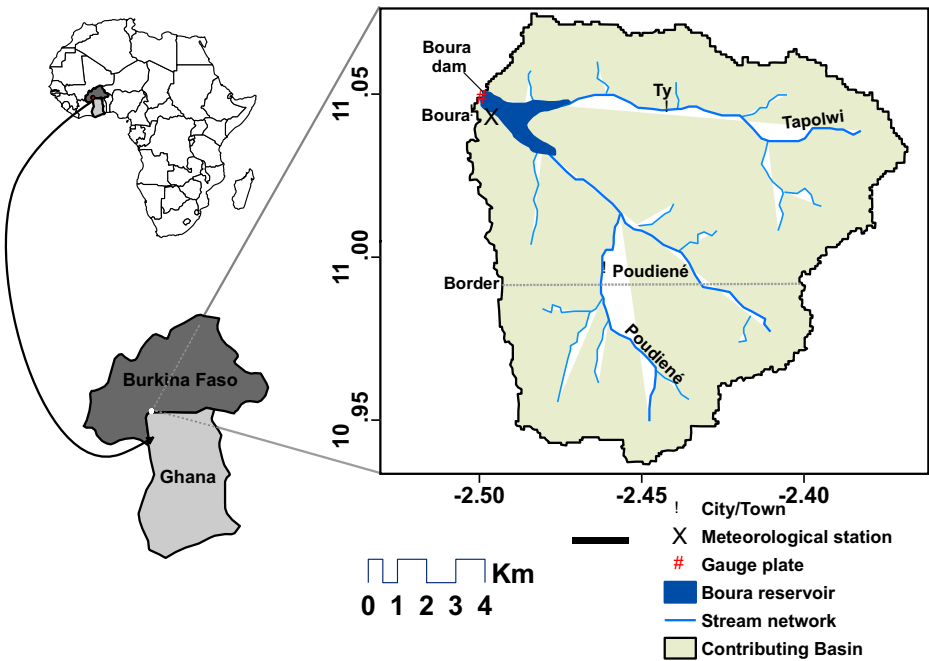 Boura
dam
11.05
Boura!
X
#
Ty
!
Tapolwi
11.00
!
Poudiené
Border
Poudiené
Burkina Faso
10.95
Ghana
-2.50
-2.45
-2.40
! City/Town
X Meteorological station
# Gauge plate
Boura reservoir
Stream network
Contributing Basin
Km
0 1 2 3 4